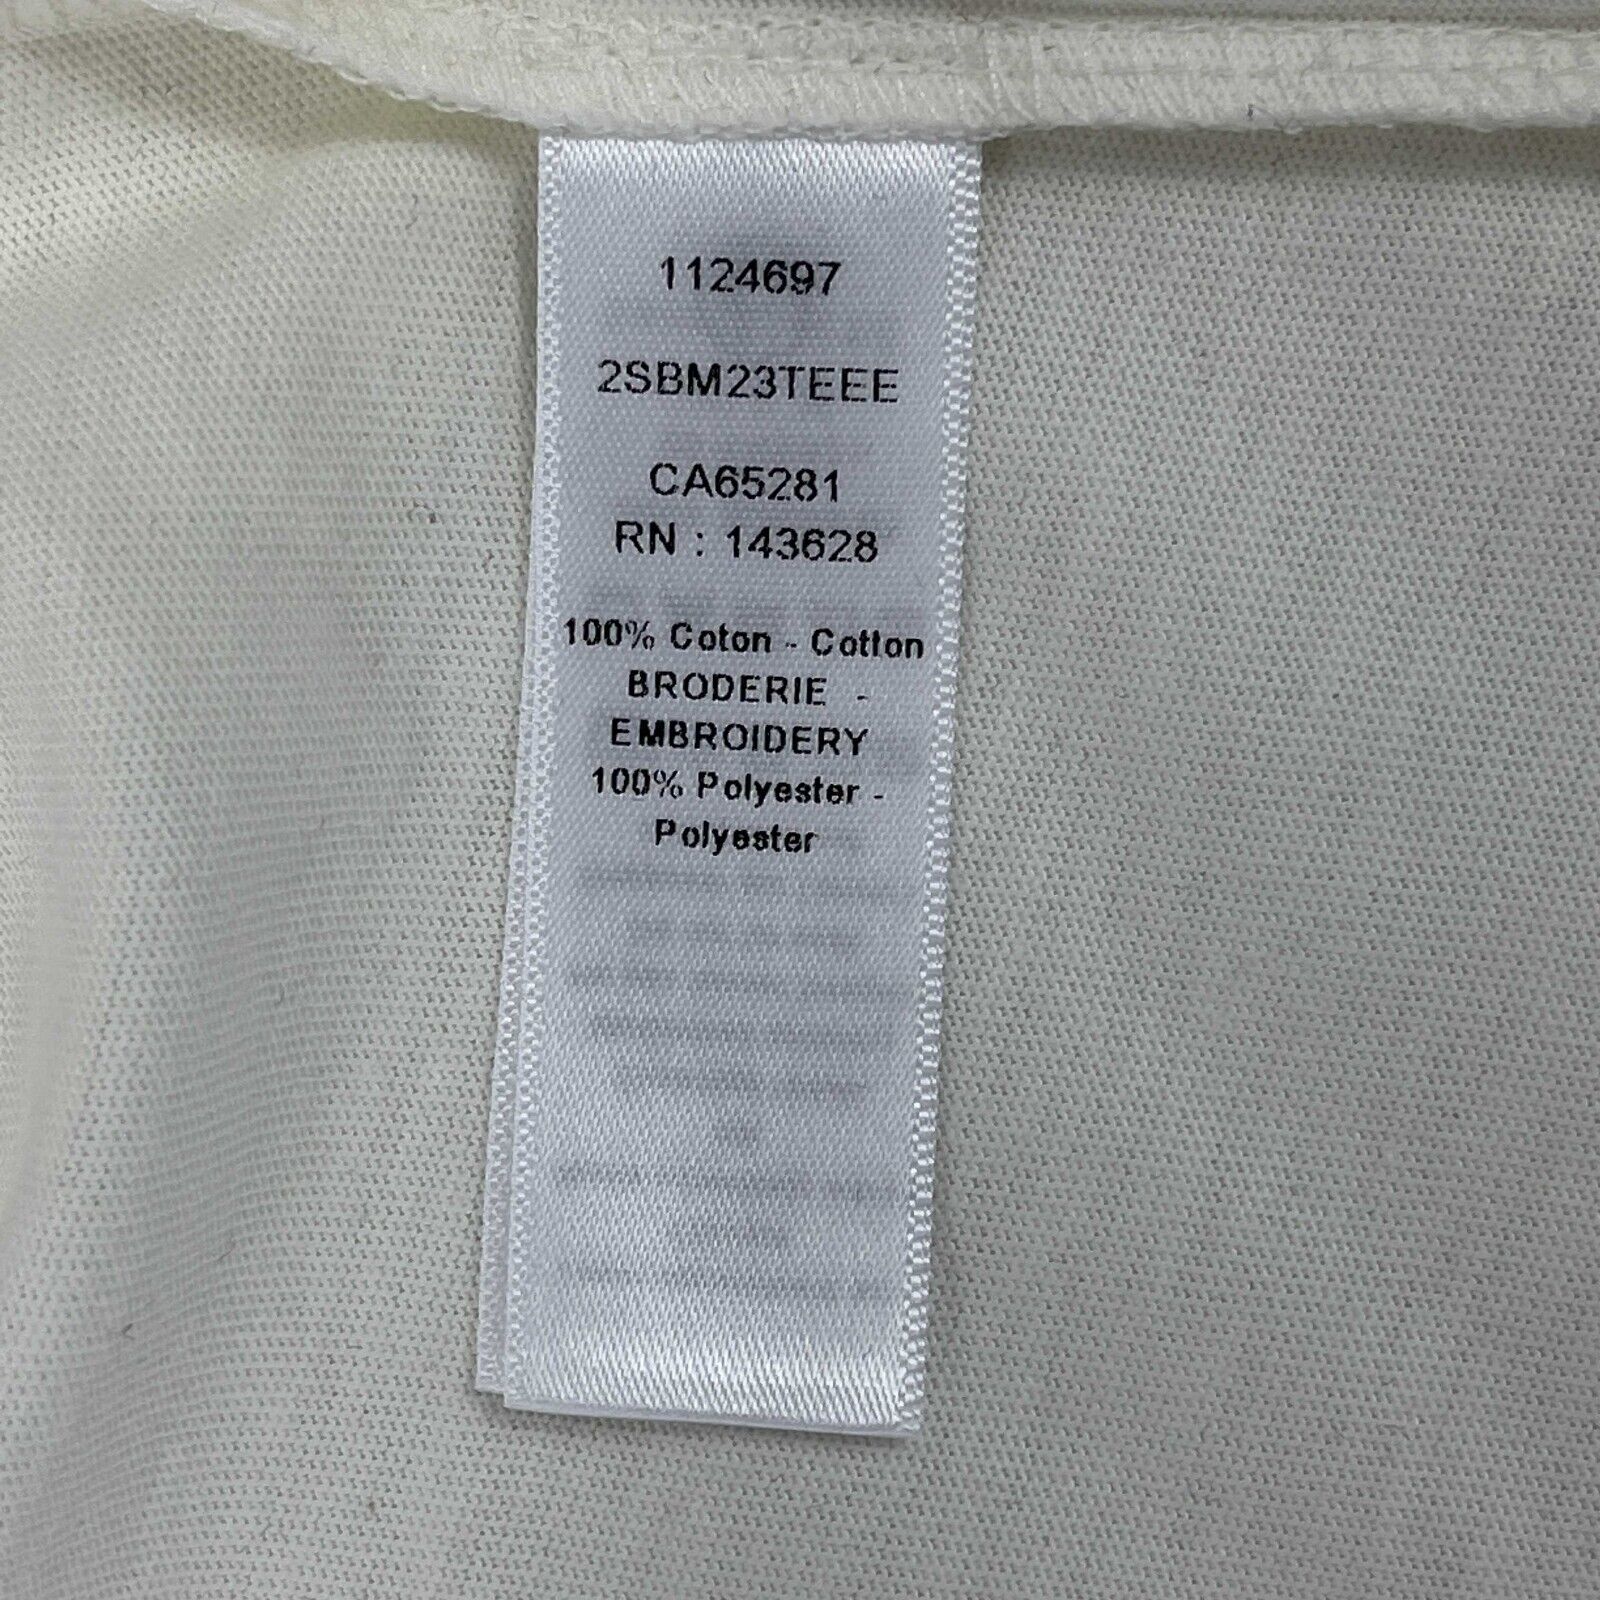 1124697
2SBM23TEEE
CA65281
RN : 143628
100% Coton - Cotton
BRODERIE -
EMBROIDERY
100% Polyester -
Polyester